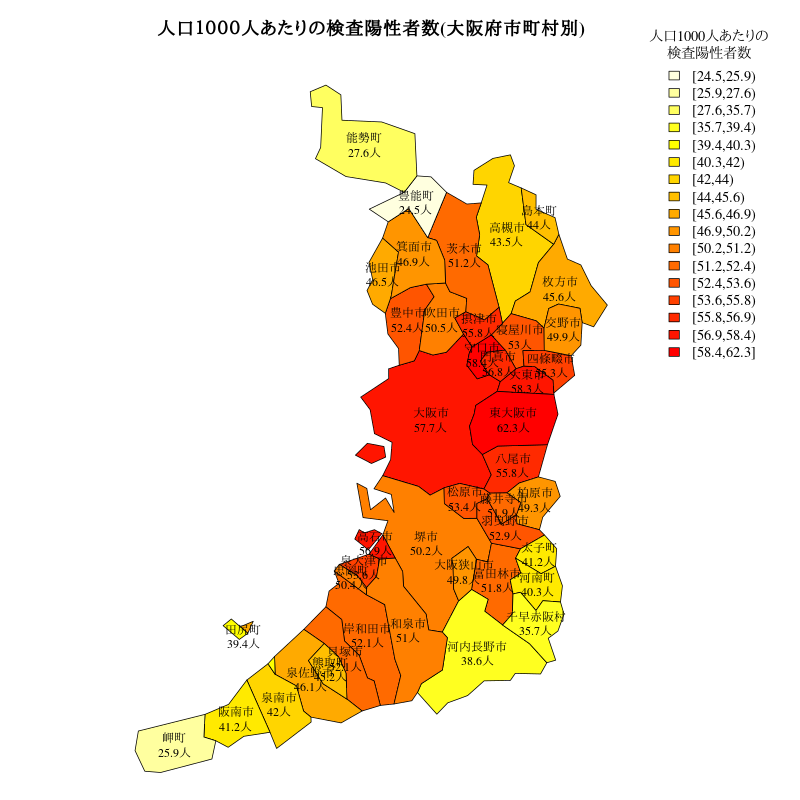 人口1000人あたりの検査陽性者数(大阪府市町村別)
人口1000人あたりの
検査陽性者数
[24.5,25.9)
[25.9,27.6)
[27.6,35.7)
[35.7,39.4)
[39.4,40.3)
[40.3,42)
[42,44)
[44,45.6)
[45.6,46.9)
[46.9,50.2)
[50.2,51.2)
[51.2,52.4)
[52.4,53.6)
[53.6,55.8)
[55.8,56.9)
[56.9,58.4)
[58.4,62.3]
能勢町
27.6人
豊能町
24.5人
島本町
44人
高槻市
43.5人
箕面市
46.9人
茨木市
51.2人
池田市
46.5人
枚方市
45.6人
豊中市
52.4人
吹田市
50.5人
摂津市
55.8人
寝屋川市
53人
交野市
49.9人
守口市
58.4人
門真市
56.8人
四條畷市
55.3人
大東市
58.3人
大阪市
57.7人
東大阪市
62.3人
八尾市
55.8人
松原市
53.4人
柏原市
49.3人
藤井寺市
51.9人
羽曳野市
52.9人
高石市
56.9人
堺市
50.2人
太子町
41.2人
泉大津市
忠岡町
50.4人
大阪狭山市
49.8人
富田林市
51.8人
河南町
40.3人
千早赤阪村
35.7人
田尻町
39.4人
岸和田市
52.1人
和泉市
51人
河内長野市
38.6人
貝塚市
52.1人
熊取町
45.2人
泉佐野市
46.1人
泉南市
42人
阪南市
41.2人
岬町
25.9人